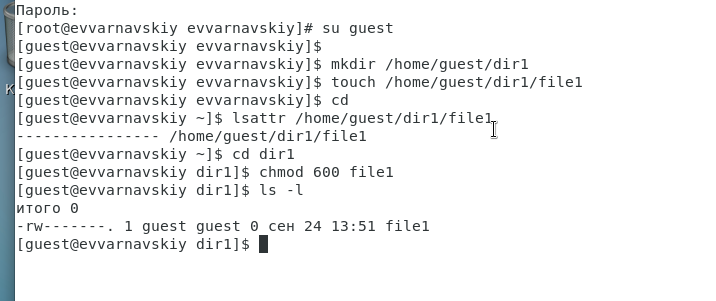 Пароль:
[root@evvarnavskiy evvarnavskiy]# su guest
[guest@evvarnavskiy evvarnavskiy]$
[guest@evvarnavskiy evvarnavskiy]$ mkdir /home/guest/dir1
[guest@evvarnavskiy evvarnavskiy]$ touch /home/guest/dir1/file1
[guest@evvarnavskiy evvarnavskiy]$ cd
[guest@evvarnavskiy ~]$ lsattr /home/guest/dir1/file1
---------------- /home/guest/dir1/file1
[guest@evvarnavskiy ~]$ cd dir1
[guest@evvarnavskiy dir1]$ chmod 600 file1
[guest@evvarnavskiy dir1]$ ls -l
итого 0
-rw-------. 1 guest guest 0 сен 24 13:51 file1
[guest@evvarnavskiy dir1]$